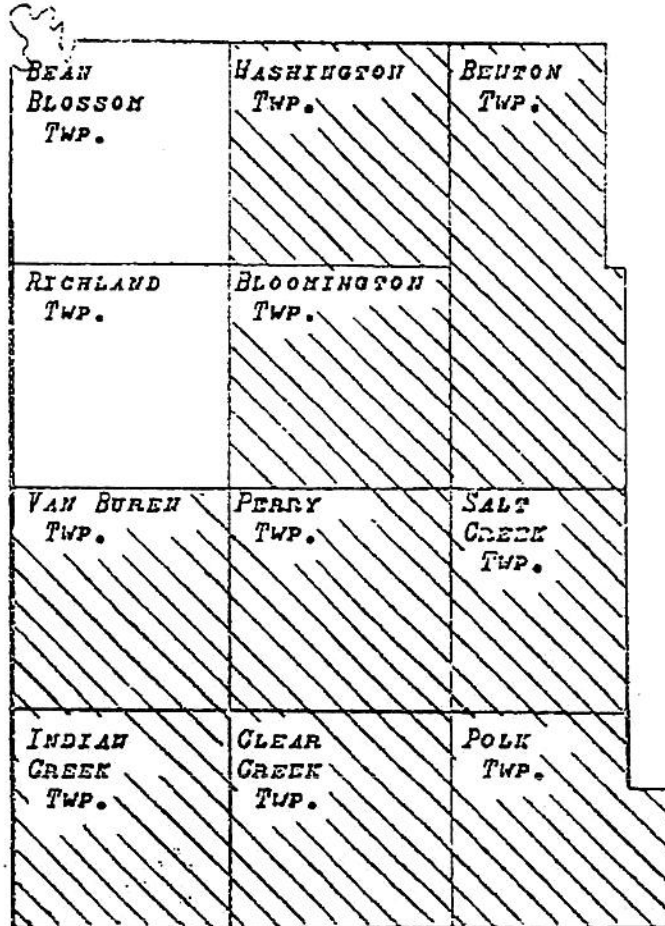 BEAN
BLOSSOM
TWP.
WASHINGTON
TWP.
BENTON
TWP.
RICHLAND
TWP.
BLOOMINGTON
TWP.
VAN BUREN
TWP.
PERRY
TWP.
SALT
CREEK
TWP.
INDIAN
CREEK
TWP.
CLEAR
CREEK
TWP.
POLK
TWP.